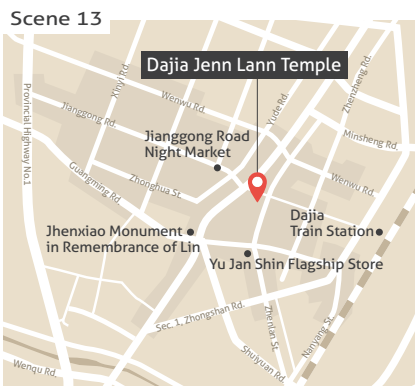 Scene 13
Dajia Jenn Lann Temple
Xinyi Rd.
Wenwu Rd.
Yude Rd.
Zhenzheng Rd.
Provincial Highway No.1
Jianggong Rd.
Minsheng Rd.
Jianggong Road
Night Market
Guangming Rd.
Zhonghua St.
Wenwu Rd.
Dajia
Train Station
Jhenxiao Monument
in Remembrance of Lin
Yu Jan Shin Flagship Store
Sec. 1, Zhongshan Rd.
Zhenlan St.
Nanyang St.
Shuiyuan Rd.
Wenqu Rd.